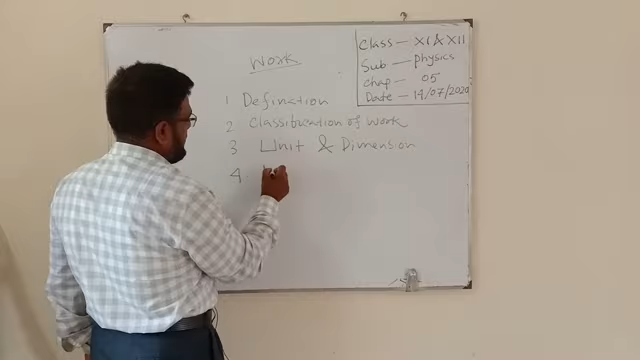 Work
Class — XI & XII
Sub — Physics
Chap — 05
Date — 14/07/2020
1 Defination
2 Classification of Work
3 Unit & Dimension
4.